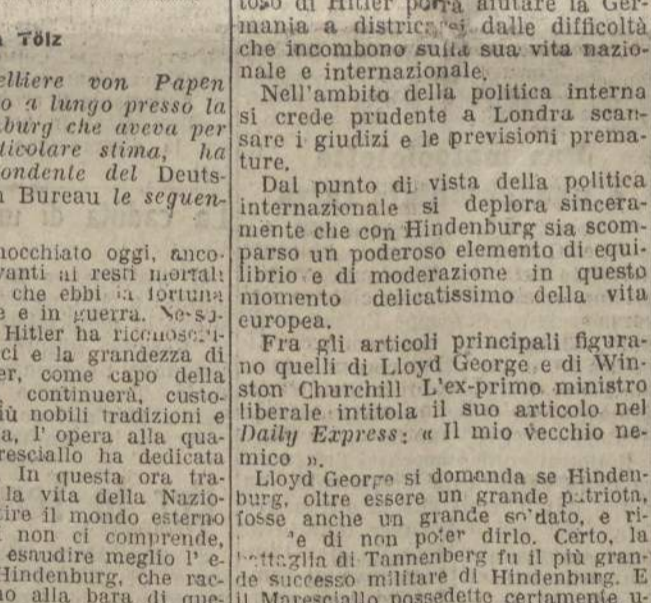 Tölz
elliere von Papen
o a lungo presso la
nburg che aveva per
ticolare stima, ha
pondente del Deuts-
Bureau le seguen-
nocchiato oggi, anco-
vanti ai resti mortali
che ebbi la fortuna
e e in guerra.
Hitler ha
ci e la grandezza di
er, come capo della
continuerà, custo-
iù nobili tradizioni e
a, l' opera alla qua-
resciallo ha dedicata
In questa ora tra-
la vita della Nazio-
tire il mondo esterno
non ci comprende,
esaudire meglio l' e-
Hindenburg, che rac-
no alla bara di que-
toso di Hitler potrà aiutare la Ger-
mania a dalle difficoltà
che incombono sulla sua vita nazio-
nale e internazionale.
Nell'ambito della politica interna
si crede prudente a Londra scan-
sare i giudizi e le previsioni prema-
ture.
Dal punto di vista della politica
internazionale si deplora sincera-
mente che con Hindenburg sia scom-
parso un poderoso elemento di equi-
librio e di moderazione in questo
momento delicatissimo della vita
europea.
Fra gli articoli principali figura-
no quelli di Lloyd George e di Win-
ston Churchill L'ex-primo ministro
liberale intitola il suo articolo nel
Daily Express: « Il mio vecchio ne-
mico ».
Lloyd George si domanda se Hinden-
burg, oltre essere un grande patriota,
fosse anche un grande soldato, e ri-
di non poter dirlo. Certo, la
battaglia di Tannenberg fu il più gran-
de successo militare di Hindenburg. E
il Maresciallo possedette certamente u-